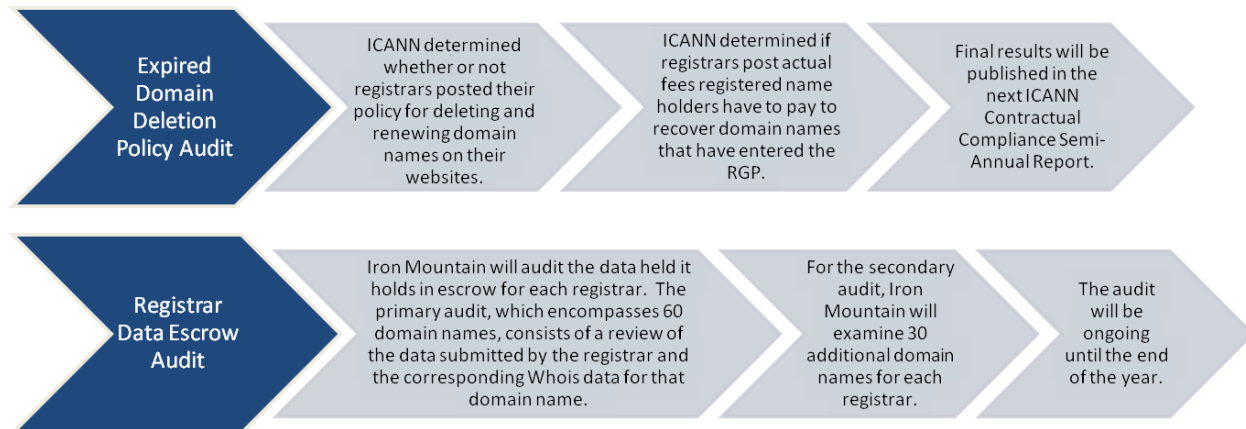 Expired
Domain
Deletion
Policy Audit
ICANN determined
whether or not
registrars posted their
policy for deleting and
renewing domain
names on their
websites.
ICANN determined if
registrars post actual
fees registered name
holders have to pay to
recover domain names
that have entered the
RGP.
Final results will be
published in the
next ICANN
Contractual
Compliance Semi-
Annual Report.
Registrar
Data Escrow
Audit
Iron Mountain will audit the data held it
holds in escrow for each registrar. The
primary audit, which encompasses 60
domain names, consists of a review of
the data submitted by the registrar and
the corresponding Whois data for that
domain name.
For the secondary
audit, Iron
Mountain will
examine 30
additional domain
names for each
registrar.
The audit
will be
ongoing
until the end
of the year.